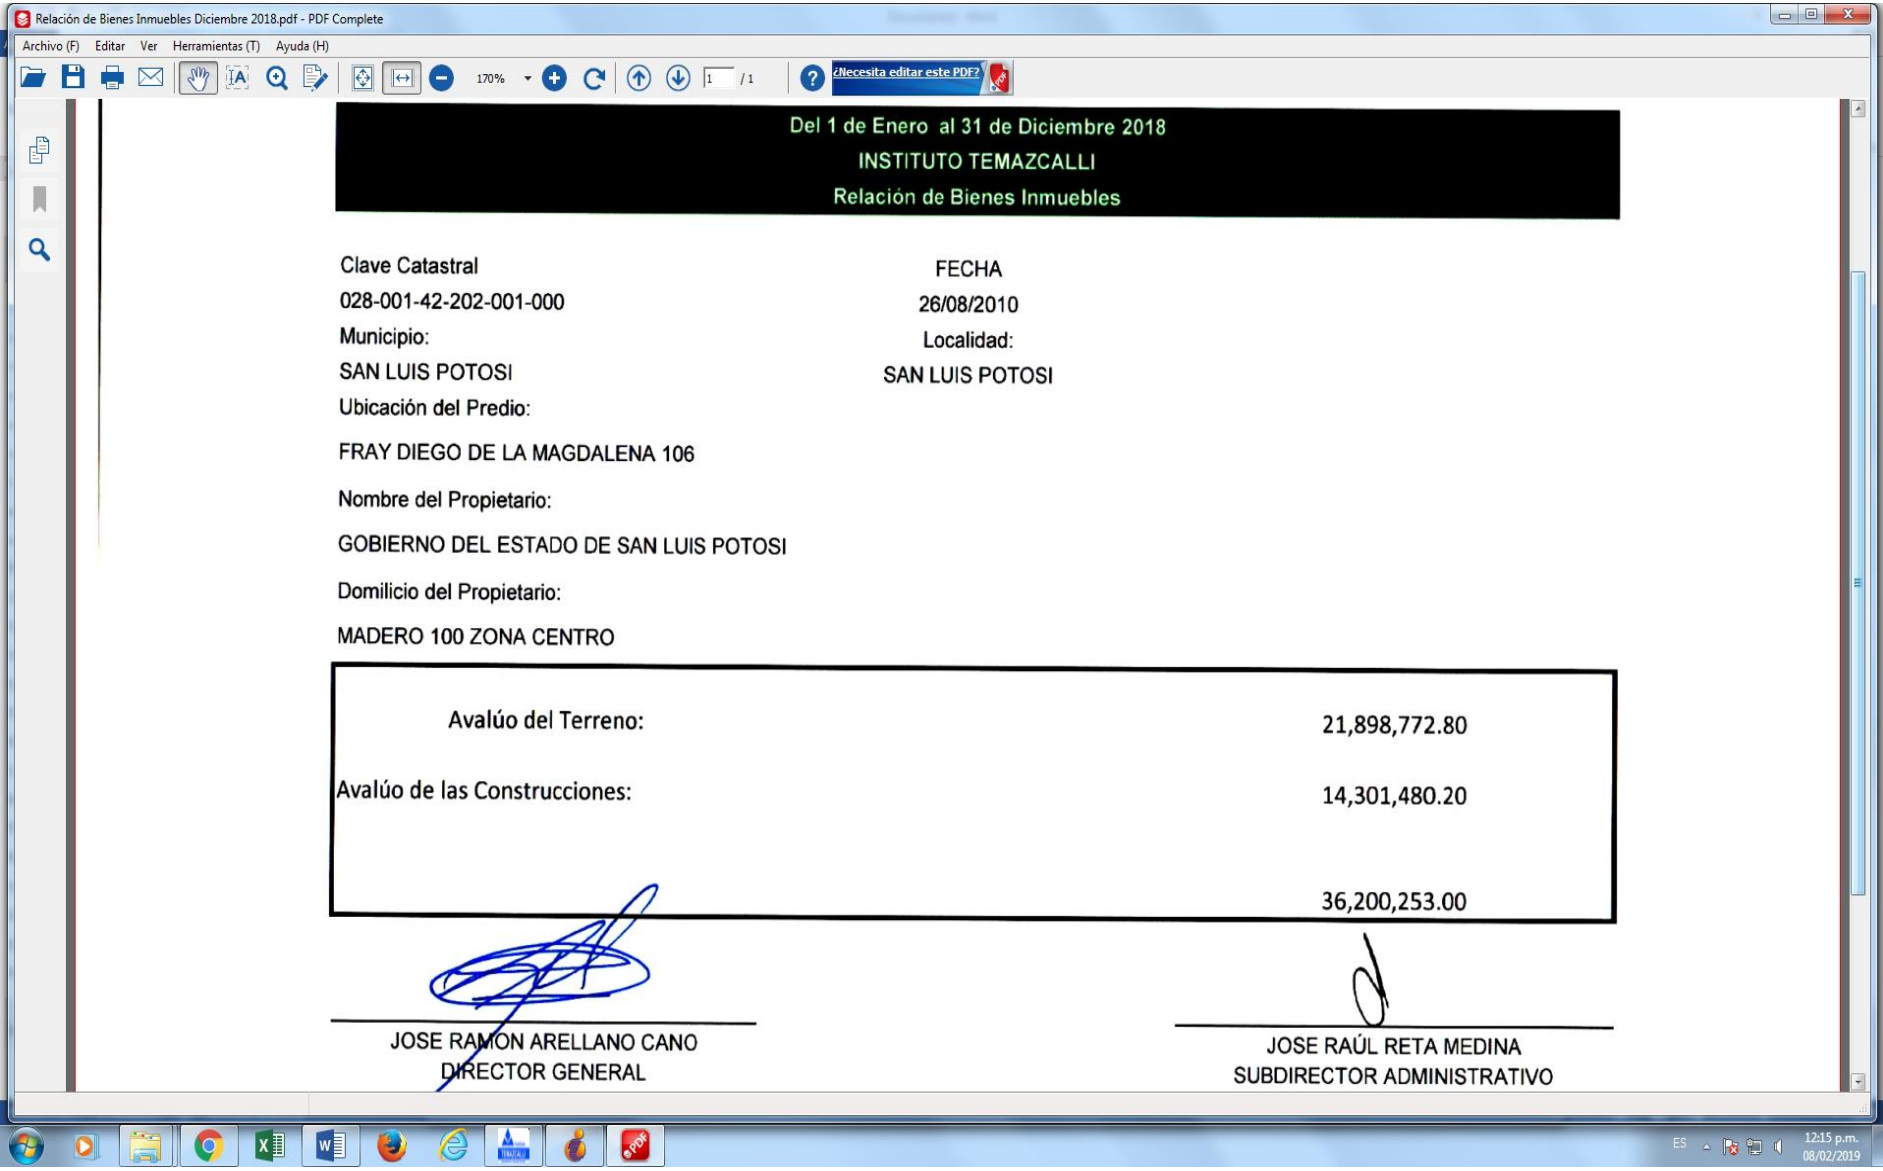 Relación de Bienes Inmuebles Diciembre 2018.pdf - PDF Complete
Archivo (F) Editar Ver Herramientas (T) Ayuda (H)
170% 1 / 1 ¿Necesita editar este PDF?
Del 1 de Enero al 31 de Diciembre 2018
INSTITUTO TEMAZCALLI
Relación de Bienes Inmuebles
Clave Catastral FECHA
028-001-42-202-001-000 26/08/2010
Municipio: Localidad:
SAN LUIS POTOSI SAN LUIS POTOSI
Ubicación del Predio:
FRAY DIEGO DE LA MAGDALENA 106
Nombre del Propietario:
GOBIERNO DEL ESTADO DE SAN LUIS POTOSI
Domilicio del Propietario:
MADERO 100 ZONA CENTRO
Avalúo del Terreno: 21,898,772.80
Avalúo de las Construcciones: 14,301,480.20
36,200,253.00
JOSE RAMÓN ARELLANO CANO JOSE RAÚL RETA MEDINA
DIRECTOR GENERAL SUBDIRECTOR ADMINISTRATIVO
ES 12:15 p.m.
08/02/2019